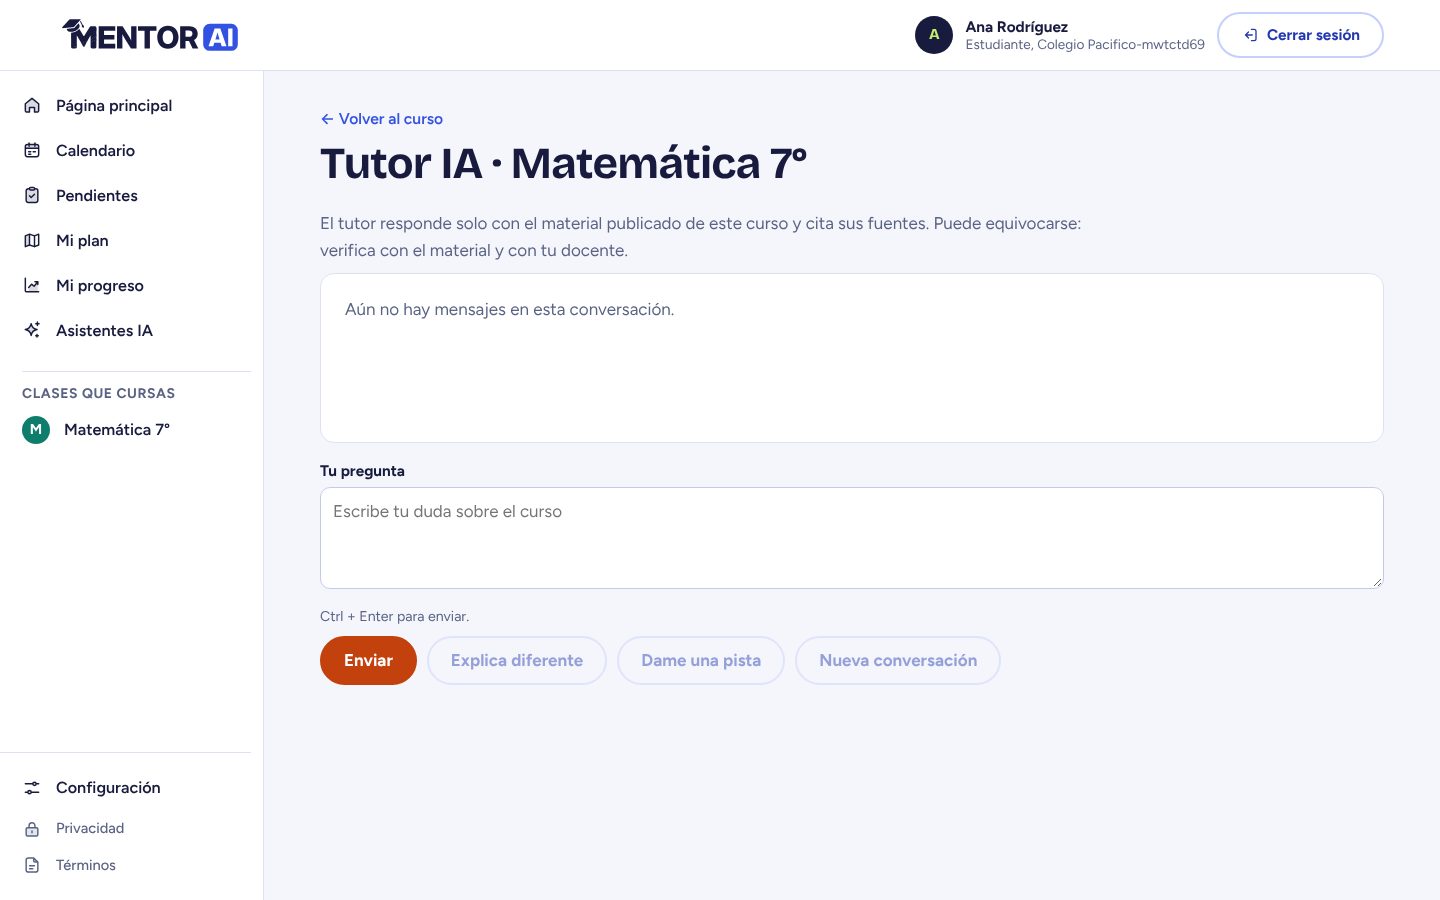 MENTOR AI
A
Ana Rodríguez
Estudiante, Colegio Pacifico-mwtctd69
Cerrar sesión
Página principal
Calendario
Pendientes
Mi plan
Mi progreso
Asistentes IA
CLASES QUE CURSAS
M
Matemática 7°
Configuración
Privacidad
Términos
← Volver al curso
Tutor IA · Matemática 7°
El tutor responde solo con el material publicado de este curso y cita sus fuentes. Puede equivocarse:
verifica con el material y con tu docente.
Aún no hay mensajes en esta conversación.
Tu pregunta
Escribe tu duda sobre el curso
Ctrl + Enter para enviar.
Enviar
Explica diferente
Dame una pista
Nueva conversación